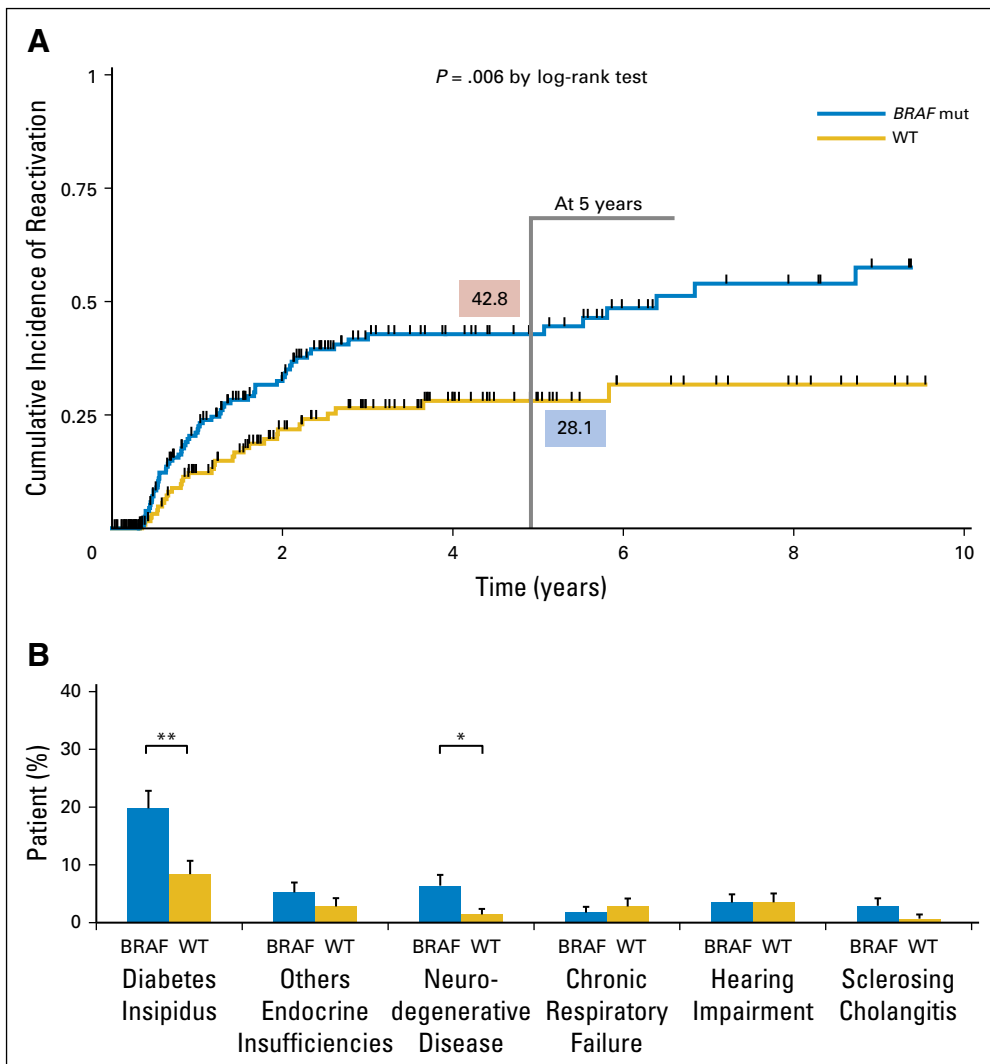 A
P = .006 by log-rank test
BRAF mut
WT
Cumulative Incidence of Reactivation
1
0.75
0.5
0.25
At 5 years
42.8
28.1
0 2 4 6 8 10
Time (years)
B
Patient (%)
40
30
20
10
0
** *
BRAF WT BRAF WT BRAF WT BRAF WT BRAF WT BRAF WT
Diabetes
Insipidus
Others
Endocrine
Insufficiencies
Neuro-
degenerative
Disease
Chronic
Respiratory
Failure
Hearing
Impairment
Sclerosing
Cholangitis